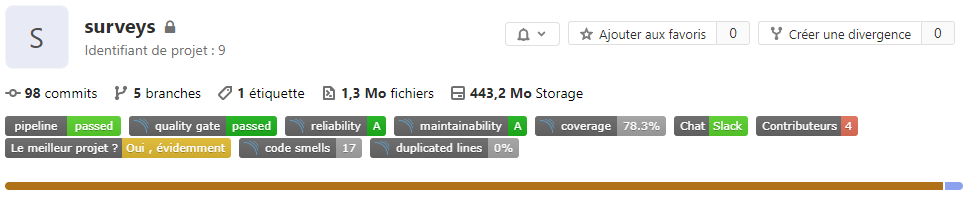 S surveys
Identifiant de projet : 9
Ajouter aux favoris 0 Créer une divergence 0
98 commits 5 branches 1 étiquette 1,3 Mo fichiers 443,2 Mo Storage
pipeline passed quality gate passed reliability A maintainability A coverage 78.3% Chat Slack Contributeurs 4
Le meilleur projet ? Oui , évidemment code smells 17 duplicated lines 0%